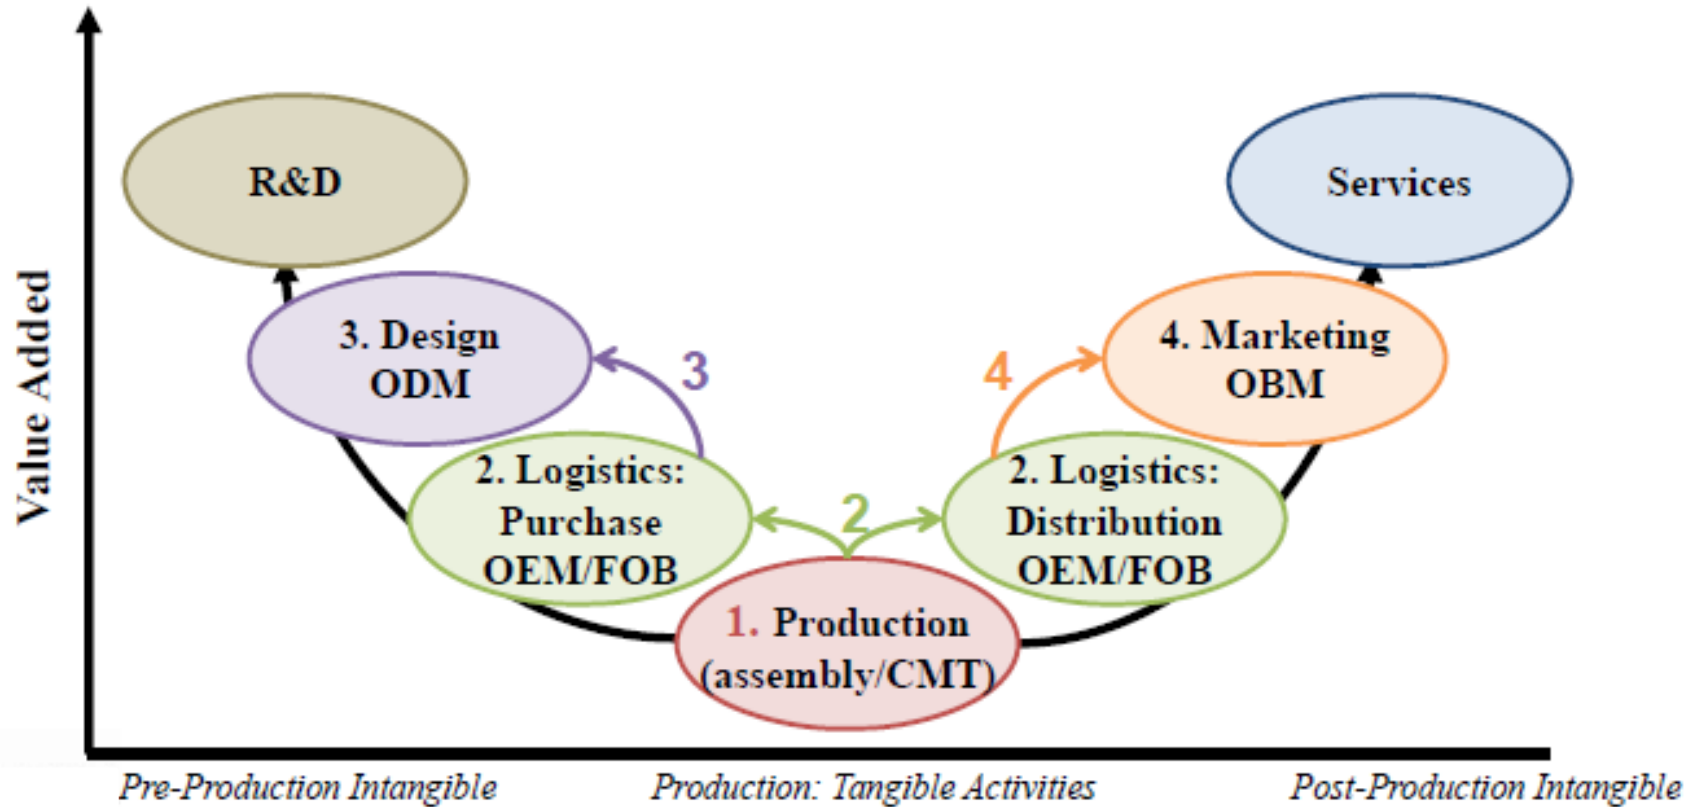 Value Added
R&D
Services
3. Design
ODM
3
4
4. Marketing
OBM
2. Logistics:
Purchase
OEM/FOB
2
2. Logistics:
Distribution
OEM/FOB
1. Production
(assembly/CMT)
Pre-Production Intangible
Production: Tangible Activities
Post-Production Intangible